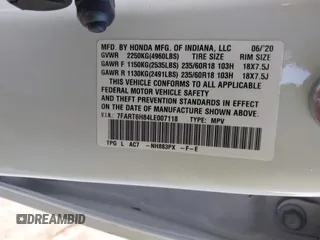 MFD. BY HONDA MFG. OF INDIANA, LLC 06/'20
GVWR 2250KG(4960LBS) TIRE SIZE RIM SIZE
GAWR F 1150KG(2535LBS) 235/60R18 103H 18X7.5J
GAWR R 1130KG(2491LBS) 235/60R18 103H 18X7.5J
THIS VEHICLE CONFORMS TO ALL APPLICABLE
FEDERAL MOTOR VEHICLE SAFETY
STANDARDS IN EFFECT ON THE
DATE OF MANUFACTURE SHOWN ABOVE.
V.I.N: 7FART6H84LE007118 TYPE: MPV
TPG L AC7 -NH883PX -F-E
DREAMBID